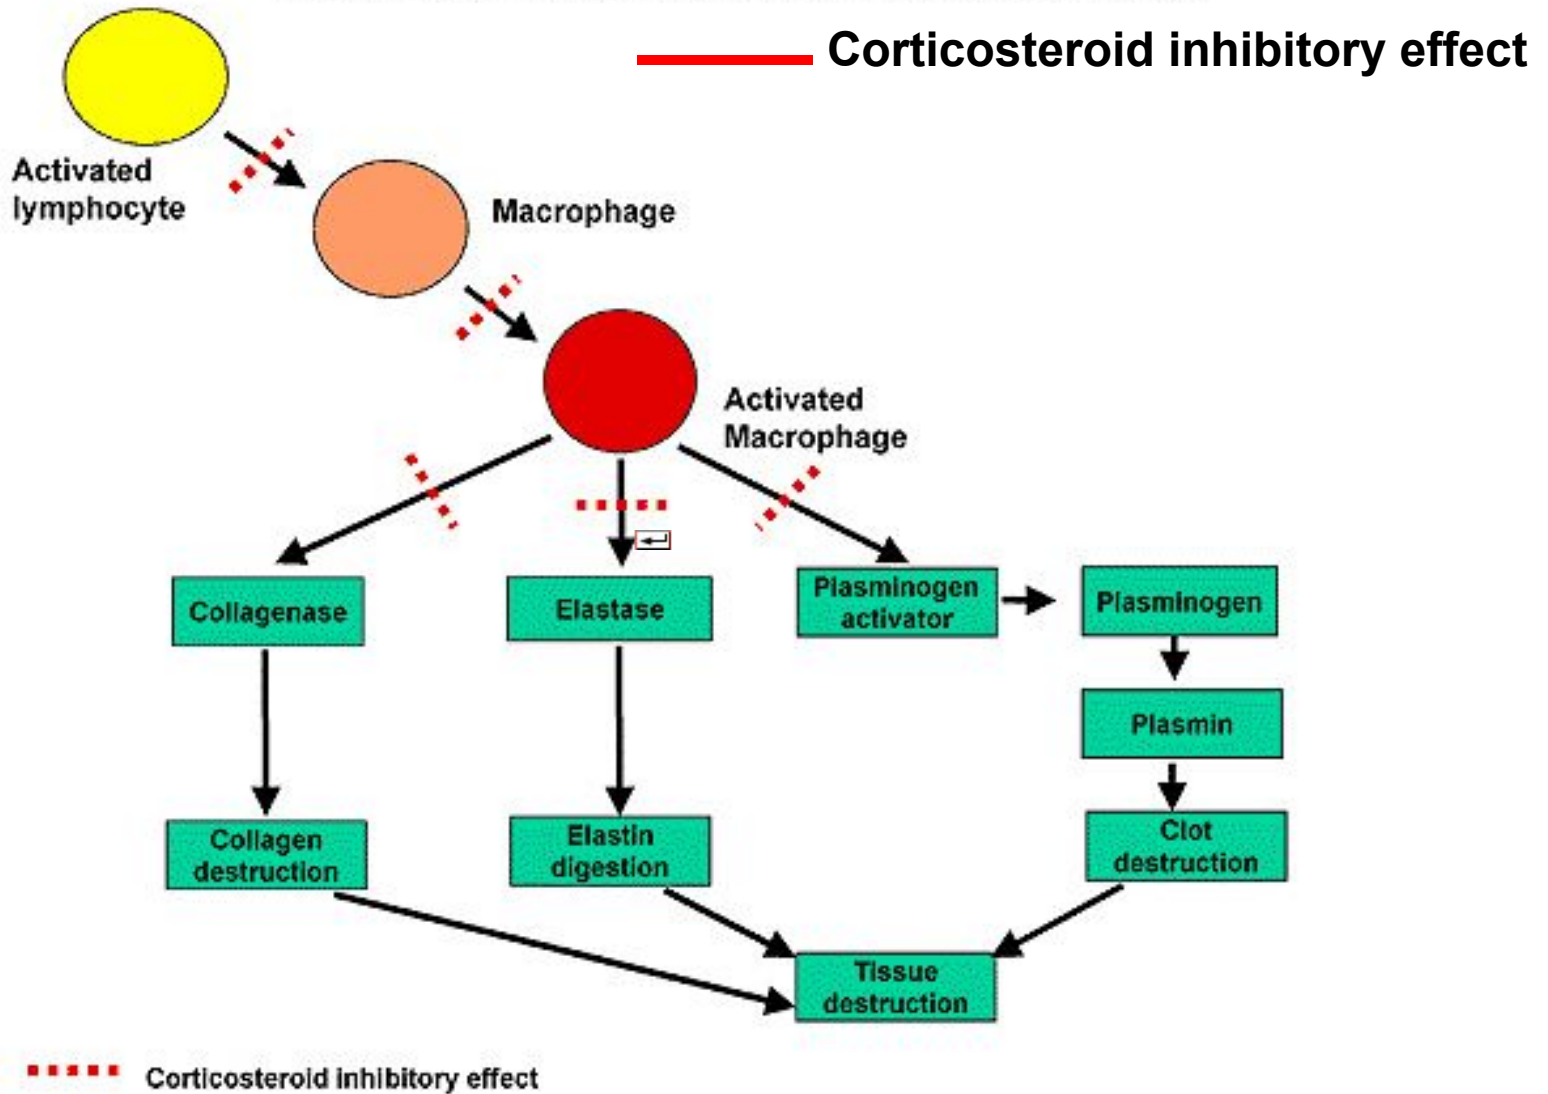 Corticosteroid inhibitory effect
Activated
lymphocyte
Macrophage
Activated
Macrophage
Collagenase
Elastase
Plasminogen
activator
Plasminogen
Plasmin
Collagen
destruction
Elastin
digestion
Clot
destruction
Tissue
destruction
Corticosteroid inhibitory effect